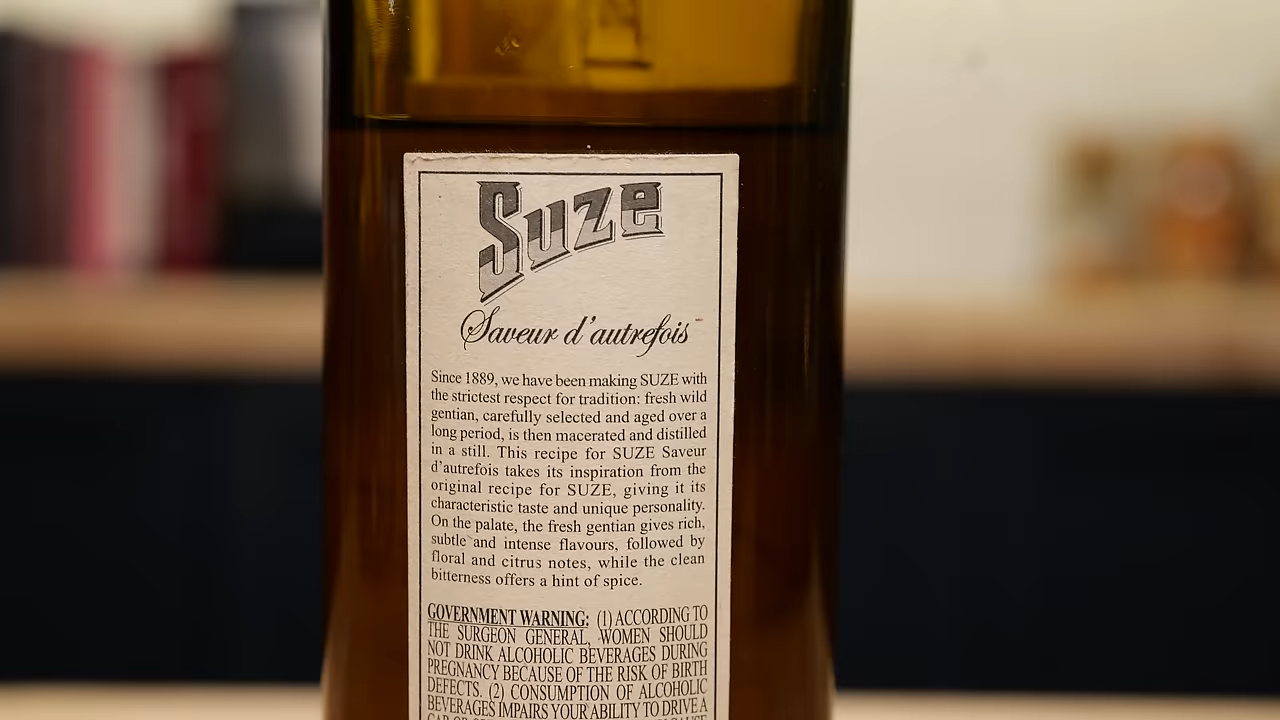 Suze
Saveur d'autrefois
Since 1889, we have been making SUZE with
the strictest respect for tradition: fresh wild
gentian, carefully selected and aged over a
long period, is then macerated and distilled
in a still. This recipe for SUZE Saveur
d'autrefois takes its inspiration from the
original recipe for SUZE, giving it its
characteristic taste and unique personality.
On the palate, the fresh gentian gives rich,
subtle and intense flavours, followed by
floral and citrus notes, while the clean
bitterness offers a hint of spice.
GOVERNMENT WARNING: (1) ACCORDING TO
THE SURGEON GENERAL, WOMEN SHOULD
NOT DRINK ALCOHOLIC BEVERAGES DURING
PREGNANCY BECAUSE OF THE RISK OF BIRTH
DEFECTS. (2) CONSUMPTION OF ALCOHOLIC
BEVERAGES IMPAIRS YOUR ABILITY TO DRIVE A